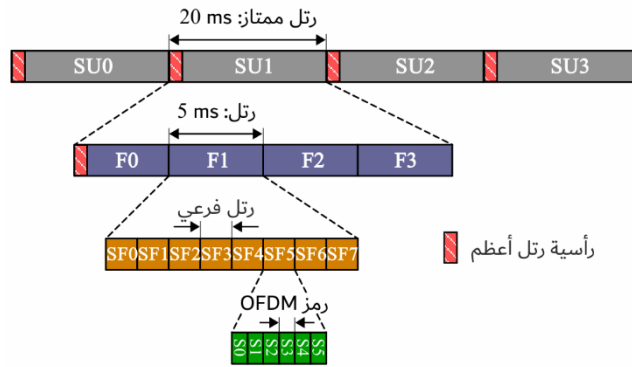 رتل ممتاز: 20 ms
SU0 SU1 SU2 SU3
رتل: 5 ms
F0 F1 F2 F3
رتل فرعي
SF0 SF1 SF2 SF3 SF4 SF5 SF6 SF7
رأسية رتل أعظم
رمز OFDM
S0 S1 S2 S3 S4 S5